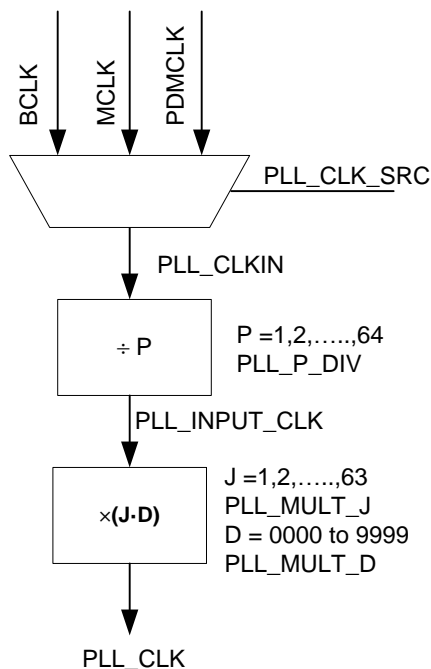 BCLK
MCLK
PDMCLK
PLL_CLK_SRC
PLL_CLKIN
÷ P
P =1,2,…..,64
PLL_P_DIV
PLL_INPUT_CLK
×(J·D)
J =1,2,…..,63
PLL_MULT_J
D = 0000 to 9999
PLL_MULT_D
PLL_CLK